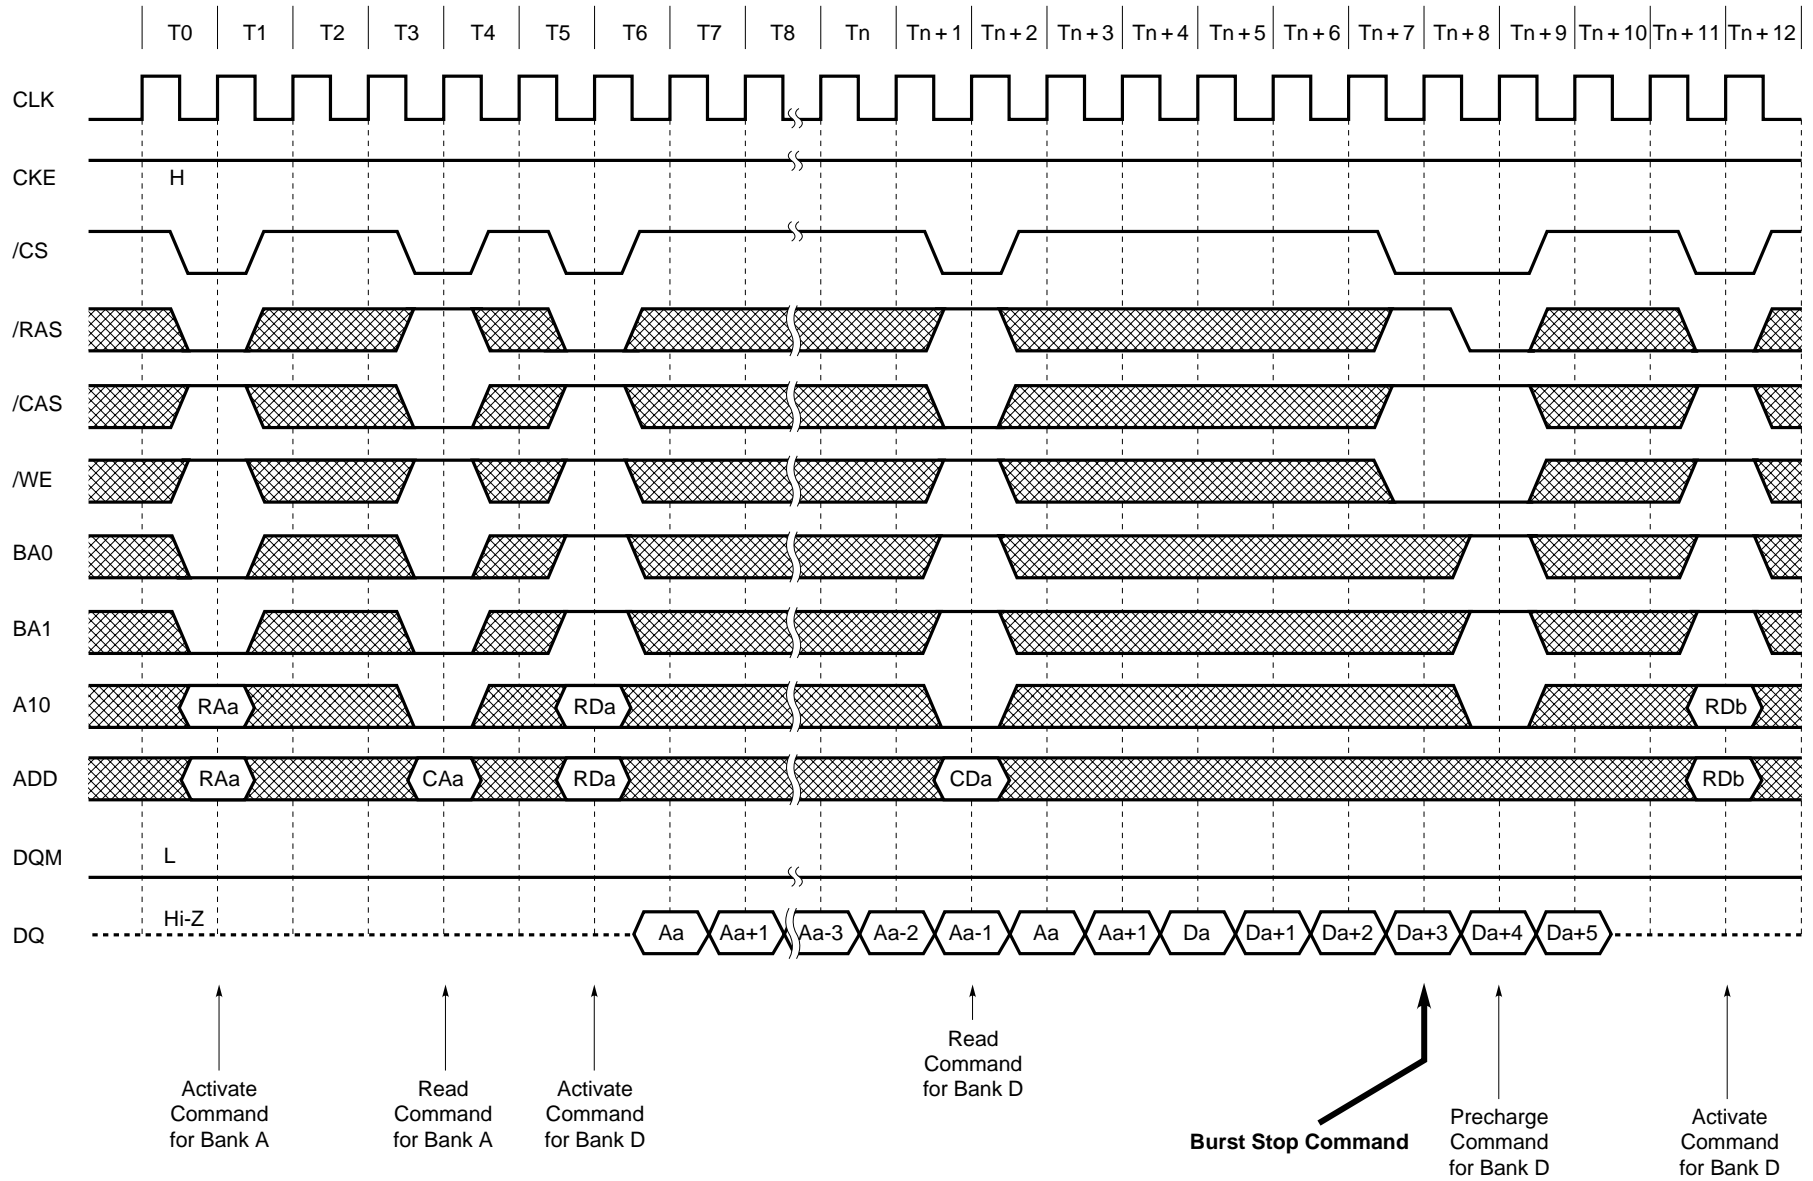 T0 T1 T2 T3 T4 T5 T6 T7 T8 Tn Tn + 1 Tn + 2 Tn + 3 Tn + 4 Tn + 5 Tn + 6 Tn + 7 Tn + 8 Tn + 9 Tn + 10 Tn + 11 Tn + 12
CLK
CKE H
/CS
/RAS
/CAS
/WE
BA0
BA1
A10 RAa RDa RDb
ADD RAa CAa RDa CDa RDb
DQM L
Hi-Z
DQ Aa Aa+1 Aa-3 Aa-2 Aa-1 Aa Aa+1 Da Da+1 Da+2 Da+3 Da+4 Da+5
Activate
Command
for Bank A
Read
Command
for Bank A
Activate
Command
for Bank D
Read
Command
for Bank D
Burst Stop Command
Precharge
Command
for Bank D
Activate
Command
for Bank D